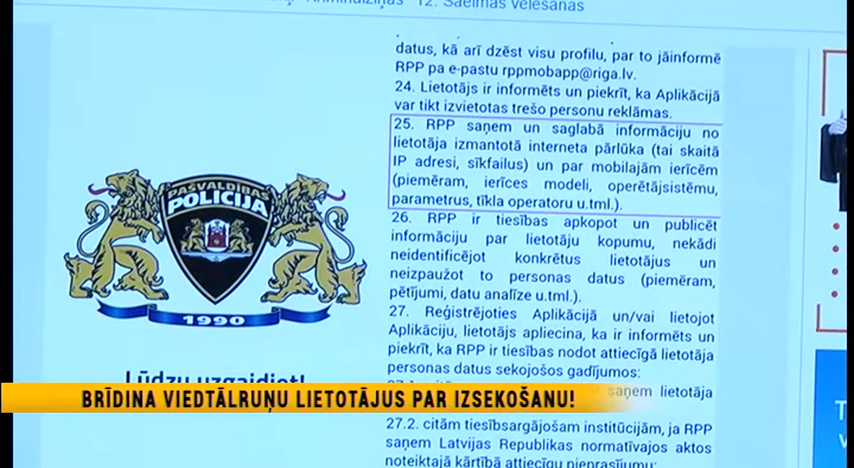 12. Saeimas vēlēšanas
datus, kā arī dzēst visu profilu, par to jāinformē
RPP pa e-pastu rppmobapp@riga.lv.
24. Lietotājs ir informēts un piekrīt, ka Aplikācijā
var tikt izvietotas trešo personu reklāmas.
25. RPP saņem un saglabā informāciju no
lietotāja izmantotā interneta pārlūka (tai skaitā
IP adresi, sīkfailus) un par mobilajām ierīcēm
(piemēram, ierīces modeli, operētājsistēmu,
parametrus, tīkla operatoru u.tml.).
26. RPP ir tiesības apkopot un publicēt
informāciju par lietotāju kopumu, nekādi
neidentificējot konkrētus lietotājus un
neizpaužot to personas datus (piemēram,
pētījumi, datu analīze u.tml.).
27. Reģistrējoties Aplikācijā un/vai lietojot
Aplikāciju, lietotājs apliecina, ka ir informēts un
piekrīt, ka RPP ir tiesības nodot attiecīgā lietotāja
personas datus sekojošos gadījumos:
saņem lietotāja
27.2. citām tiesībsargājošam institūcijām, ja RPP
saņem Latvijas Republikas normatīvajos aktos
noteiktajā kārtībā attiecīgu pieprasījumu;
PAŠVALDĪBAS
POLICIJA
1990
Lūdzu uzgaidiet!
BRĪDINA VIEDTĀLRUŅU LIETOTĀJUS PAR IZSEKOŠANU!